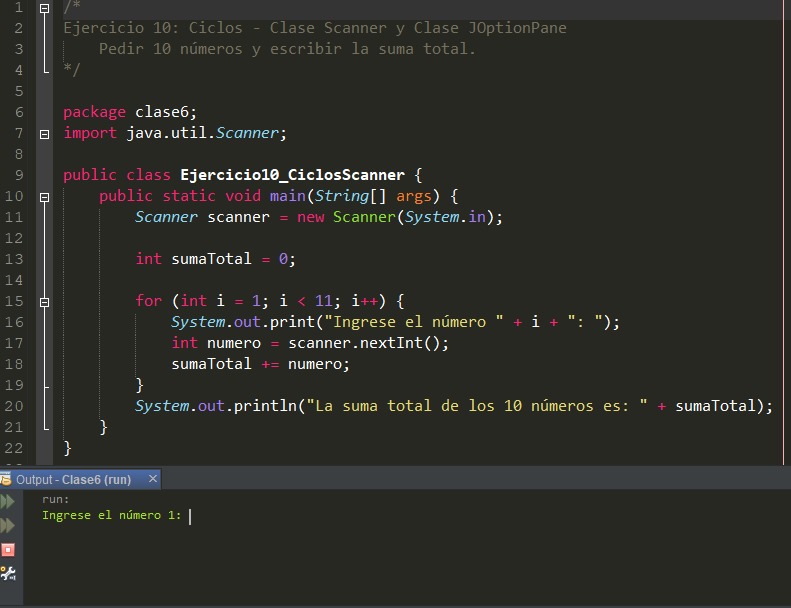 1 /*
2 Ejercicio 10: Ciclos - Clase Scanner y Clase JOptionPane
3     Pedir 10 números y escribir la suma total.
4 */
5
6 package clase6;
7 import java.util.Scanner;
8
9 public class Ejercicio10_CiclosScanner {
10     public static void main(String[] args) {
11         Scanner scanner = new Scanner(System.in);
12
13         int sumaTotal = 0;
14
15         for (int i = 1; i < 11; i++) {
16             System.out.print("Ingrese el número " + i + ": ");
17             int numero = scanner.nextInt();
18             sumaTotal += numero;
19         }
20         System.out.println("La suma total de los 10 números es: " + sumaTotal);
21     }
22 }
Output - Clase6 (run) ×
run:
Ingrese el número 1: